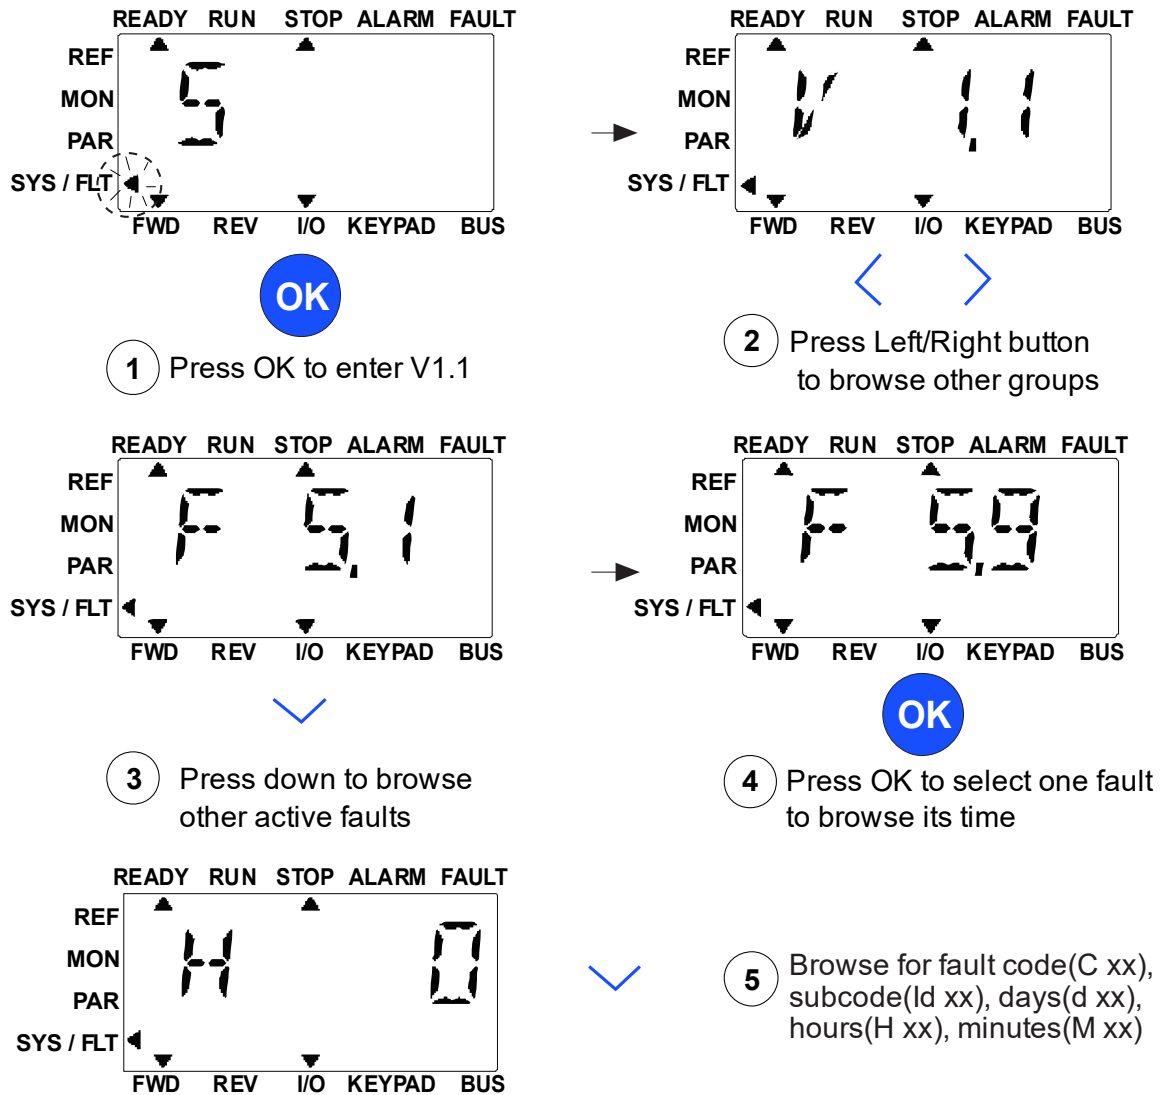 READY RUN STOP ALARM FAULT
REF
MON
PAR
SYS / FLT
S
FWD REV I/O KEYPAD BUS
OK
1 Press OK to enter V1.1
READY RUN STOP ALARM FAULT
REF
MON
PAR
SYS / FLT
V 1.1
FWD REV I/O KEYPAD BUS
2 Press Left/Right button
to browse other groups
READY RUN STOP ALARM FAULT
REF
MON
PAR
SYS / FLT
F 5.1
FWD REV I/O KEYPAD BUS
3 Press down to browse
other active faults
READY RUN STOP ALARM FAULT
REF
MON
PAR
SYS / FLT
F 5.9
FWD REV I/O KEYPAD BUS
OK
4 Press OK to select one fault
to browse its time
READY RUN STOP ALARM FAULT
REF
MON
PAR
SYS / FLT
H 0
FWD REV I/O KEYPAD BUS
5 Browse for fault code(C xx),
subcode(Id xx), days(d xx),
hours(H xx), minutes(M xx)